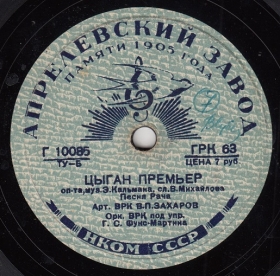 АПРЕЛЕВСКИЙ ЗАВОД
ПАМЯТИ 1905 ГОДА
Г 10085
ГРК 63
ТУ-Б
ЦЕНА 7 руб
ЦЫГАН ПРЕМЬЕР
оп-та, муз. Э. Кальмана, сл. В. Михайлова
Песня Рача
Арт. ВРК В. П. ЗАХАРОВ
Орк. ВРК под упр.
Г. С. Фукс-Мартина
НКОМ СССР